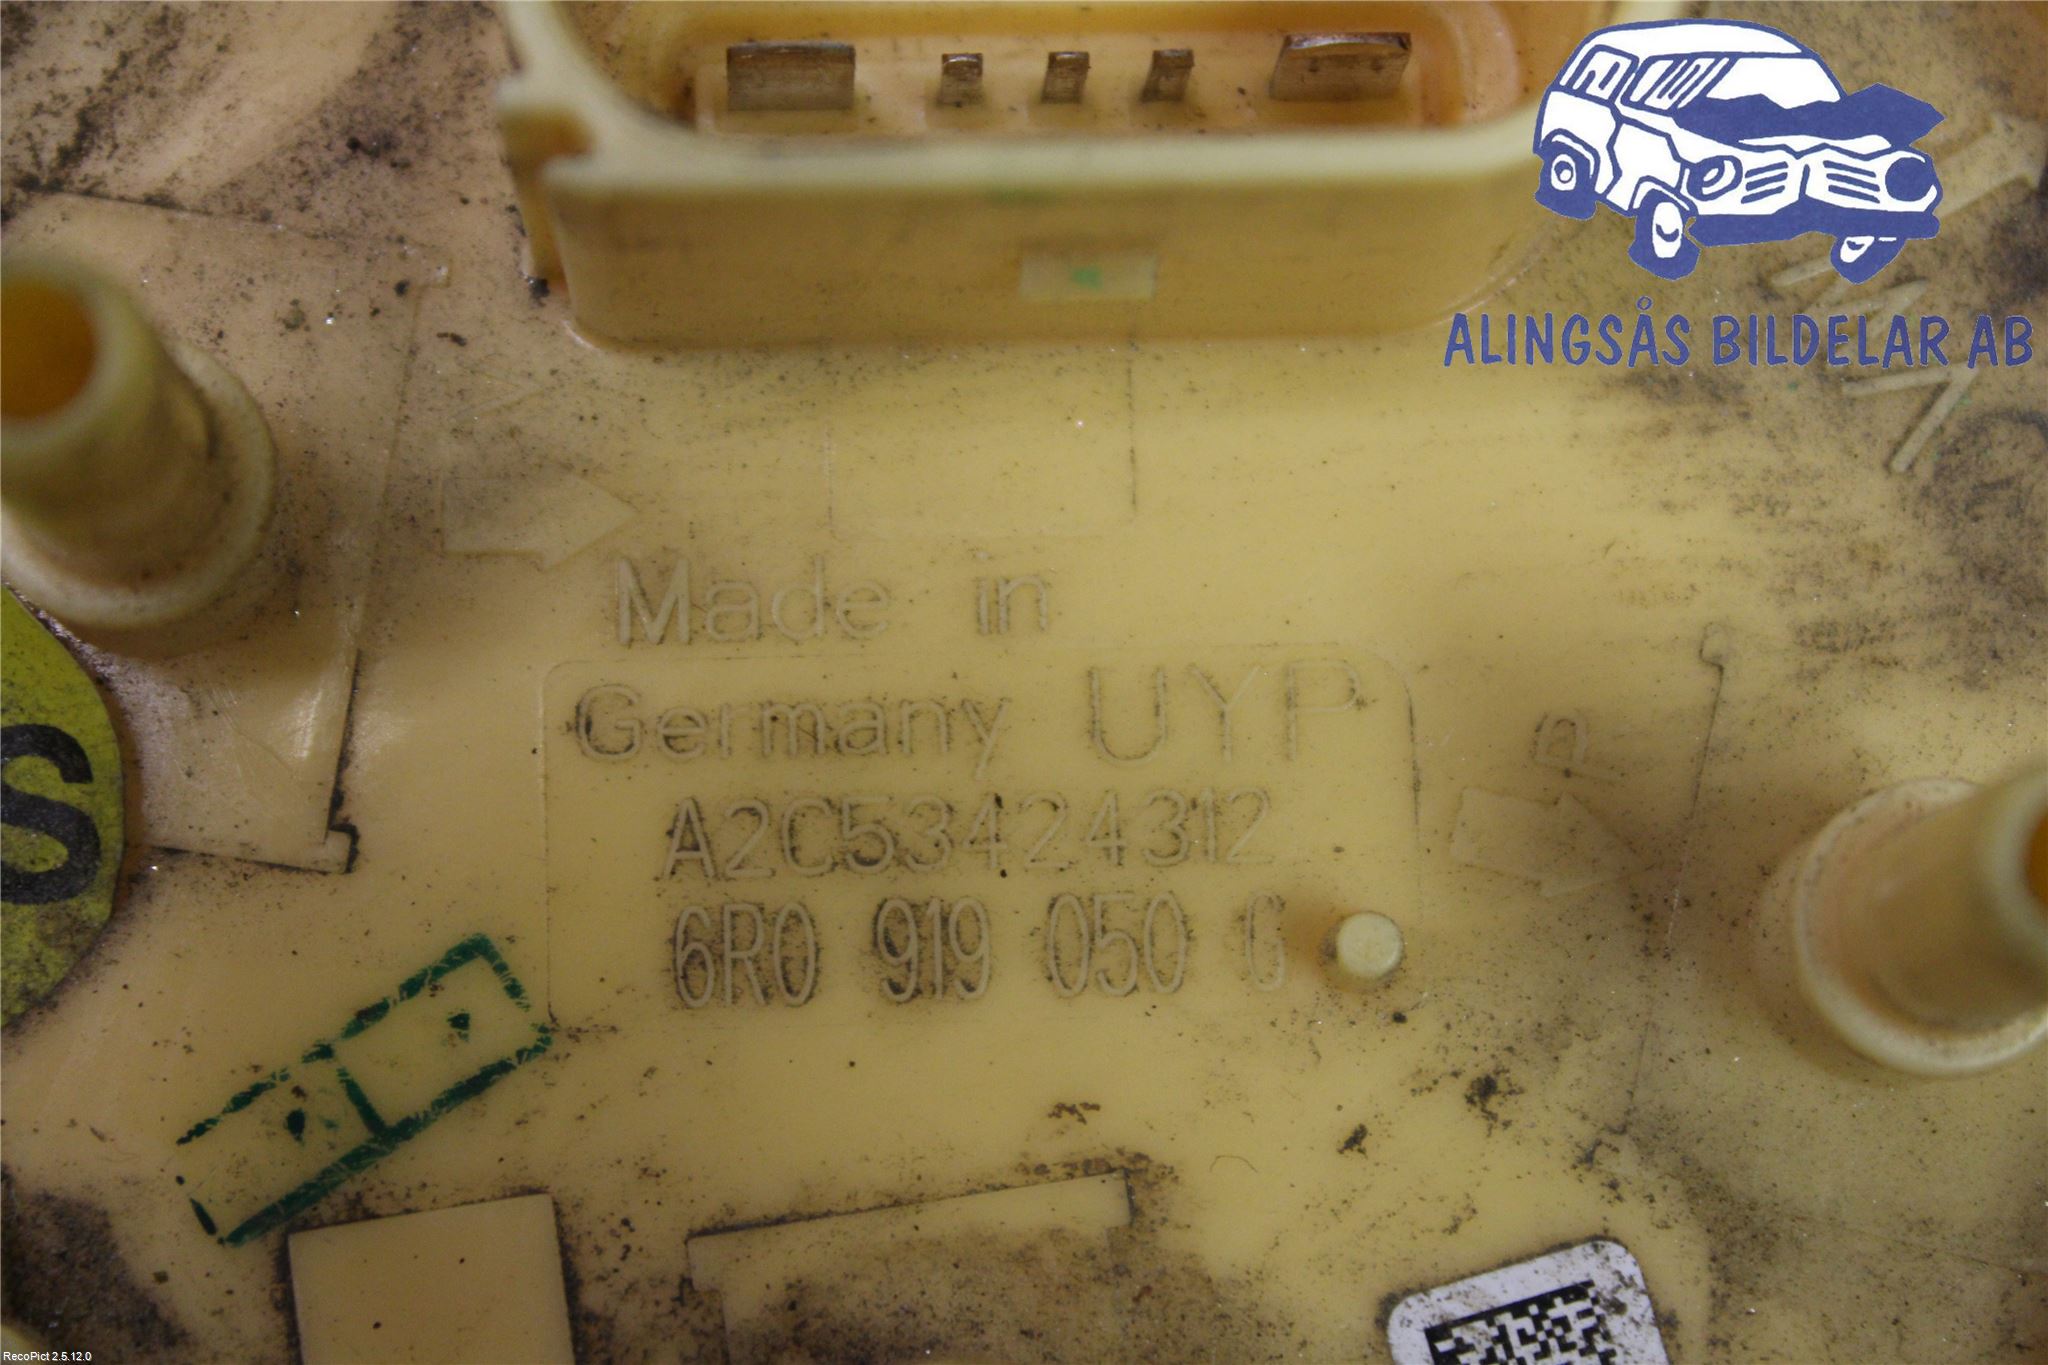 ALINGSÅS BILDELAR AB
Made in
Germany UYP
A2C53424312
6R0 919 050 G
S
RecoPict 2.5.12.0